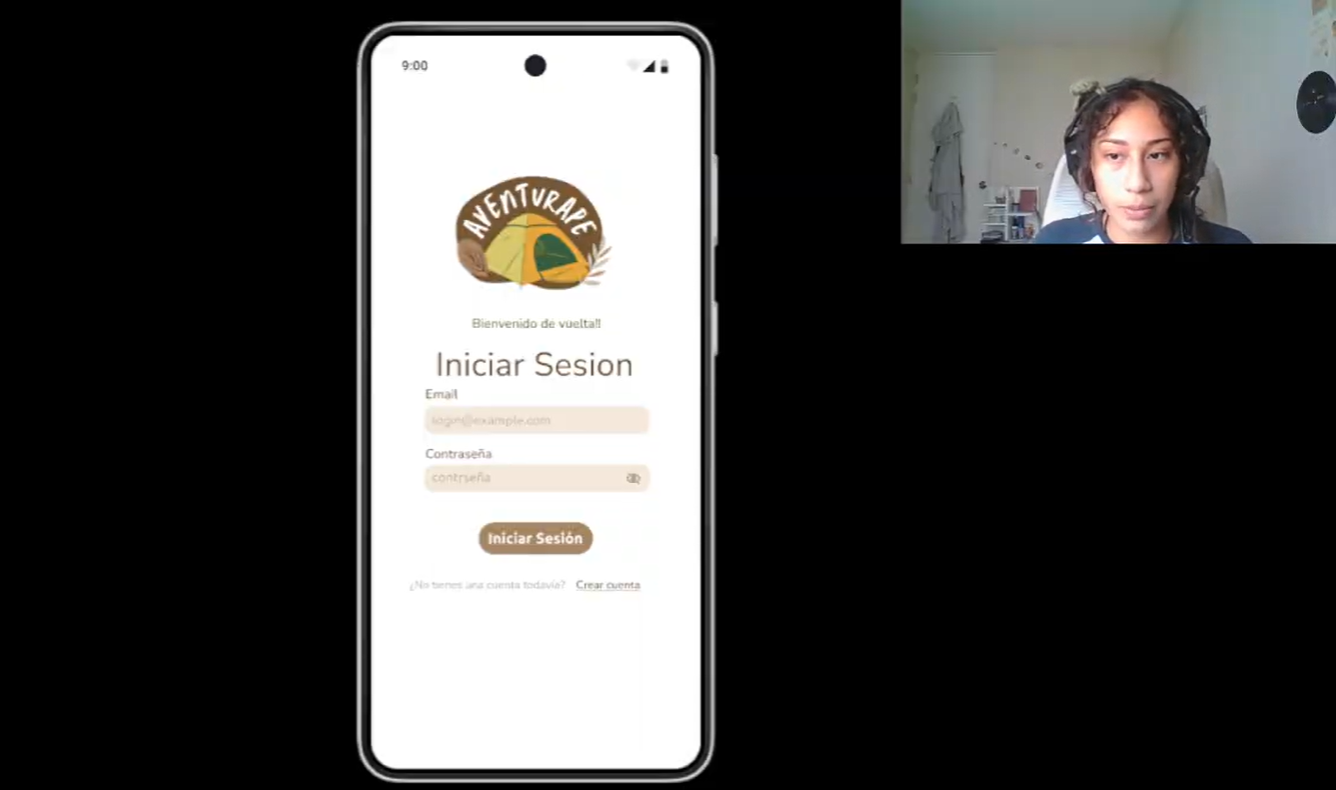 9:00
AVENTURAPE
Bienvenido de vuelta!!
Iniciar Sesion
Email
login@example.com
Contraseña
contrseña
Iniciar Sesión
¿No tienes una cuenta todavía? Crear cuenta